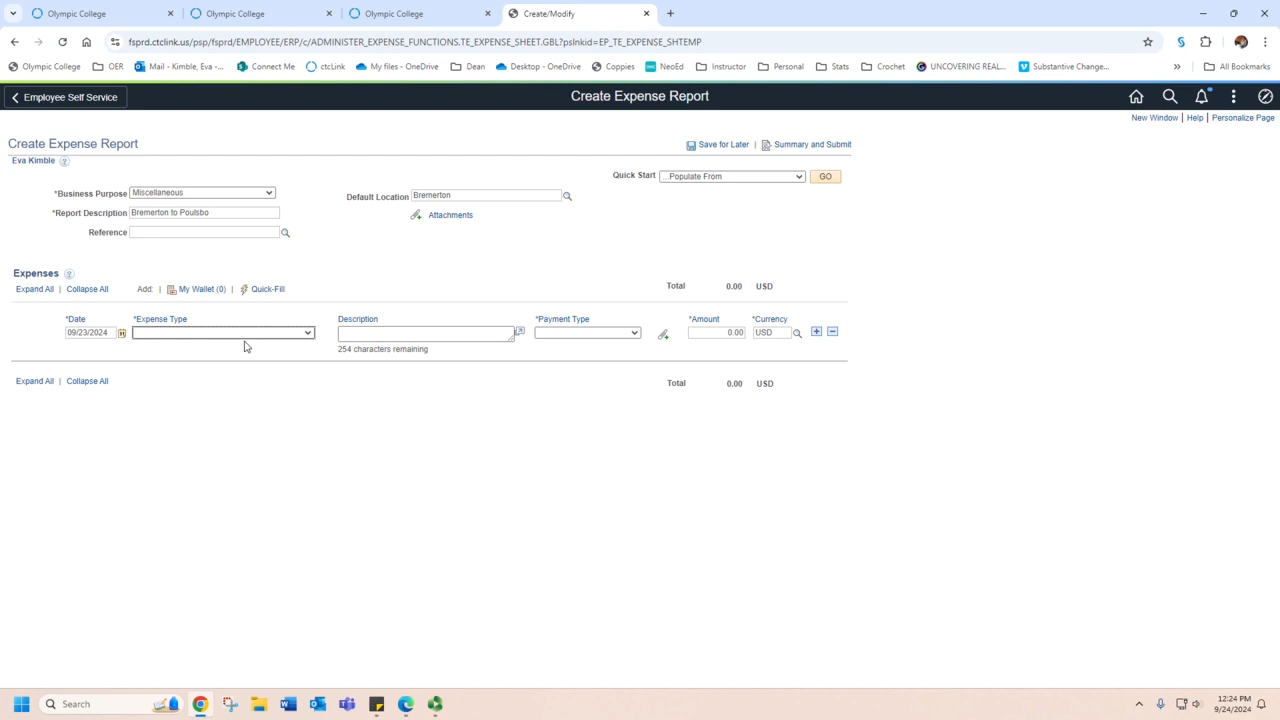 Olympic College
Olympic College
Olympic College
Create/Modify
fsprd.ctclink.us/psp/fsprd/EMPLOYEE/ERP/c/ADMINISTER_EXPENSE_FUNCTIONS.TE_EXPENSE_SHEET.GBL?pslnkid=EP_TE_EXPENSE_SHTEMP
Olympic College OER Mail - Kimble, Eva -... Connect Me ctcLink My files - OneDrive Dean Desktop - OneDrive Coppies NeoEd Instructor Personal Stats Crochet UNCOVERING REAL... Substantive Change... » All Bookmarks
Employee Self Service
Create Expense Report
New Window | Help | Personalize Page
Create Expense Report
Save for Later | Summary and Submit
Eva Kimble ?
Quick Start ...Populate From GO
*Business Purpose Miscellaneous
Default Location Bremerton
*Report Description Bremerton to Poulsbo
Attachments
Reference
Expenses ?
Expand All | Collapse All Add: | My Wallet (0) | Quick-Fill
Total 0.00 USD
*Date *Expense Type Description *Payment Type *Amount *Currency
09/23/2024 0.00 USD
254 characters remaining
Expand All | Collapse All
Total 0.00 USD
Search
12:24 PM
9/24/2024